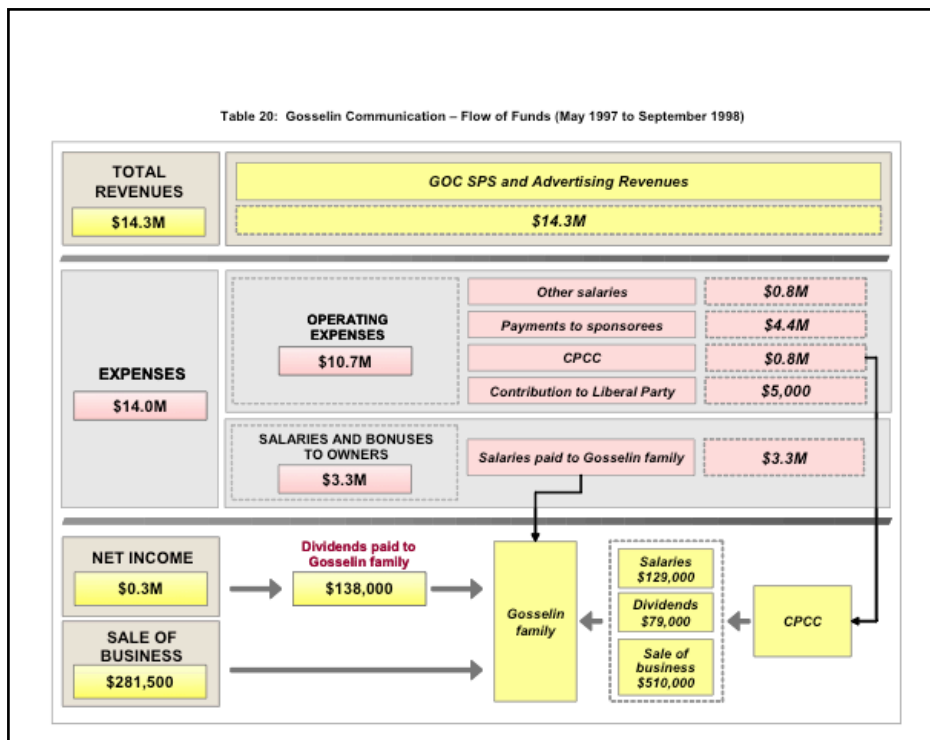 Table 20: Gosselin Communication – Flow of Funds (May 1997 to September 1998)
TOTAL
REVENUES
$14.3M
GOC SPS and Advertising Revenues
$14.3M
EXPENSES
$14.0M
OPERATING
EXPENSES
$10.7M
Other salaries
$0.8M
Payments to sponsorees
$4.4M
CPCC
$0.8M
Contribution to Liberal Party
$5,000
SALARIES AND BONUSES
TO OWNERS
$3.3M
Salaries paid to Gosselin family
$3.3M
NET INCOME
$0.3M
Dividends paid to
Gosselin family
$138,000
SALE OF
BUSINESS
$281,500
Gosselin
family
Salaries
$129,000
Dividends
$79,000
Sale of
business
$510,000
CPCC